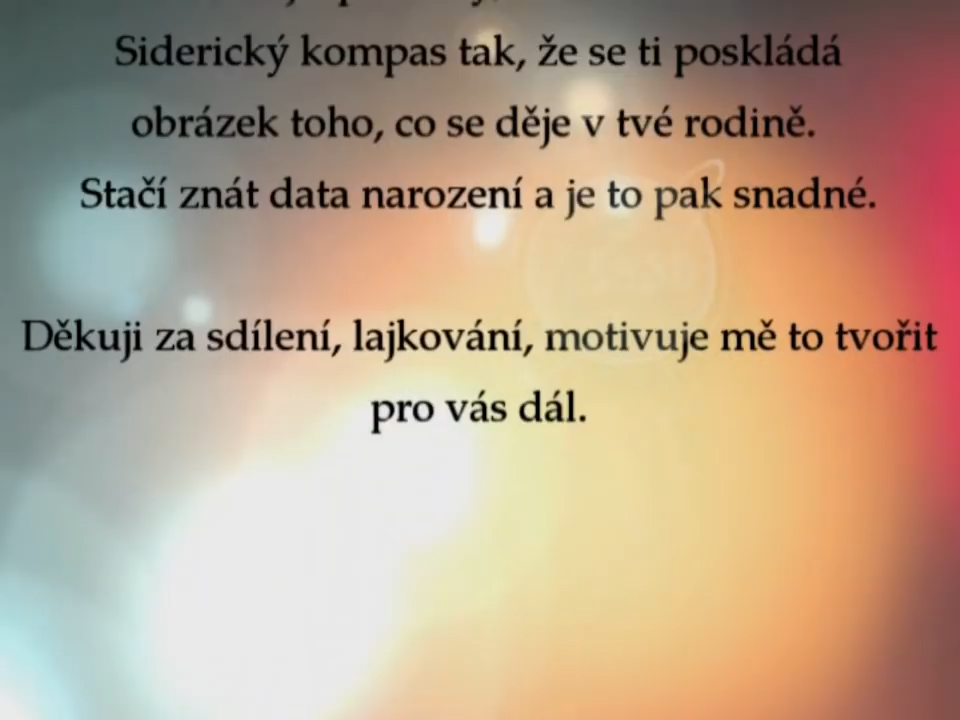 Siderický kompas tak, že se ti poskládá
obrázek toho, co se děje v tvé rodině.
Stačí znát data narození a je to pak snadné.
Děkuji za sdílení, lajkování, motivuje mě to tvořit
pro vás dál.